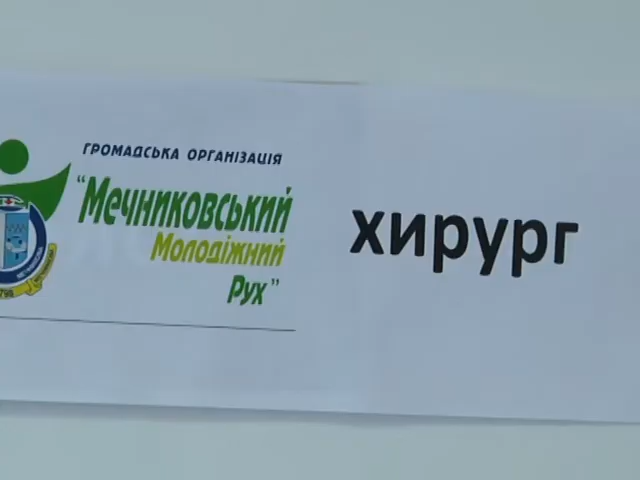 ГРОМАДСЬКА ОРГАНІЗАЦІЯ
"Мечниковський
Молодіжний
Рух"
хирург